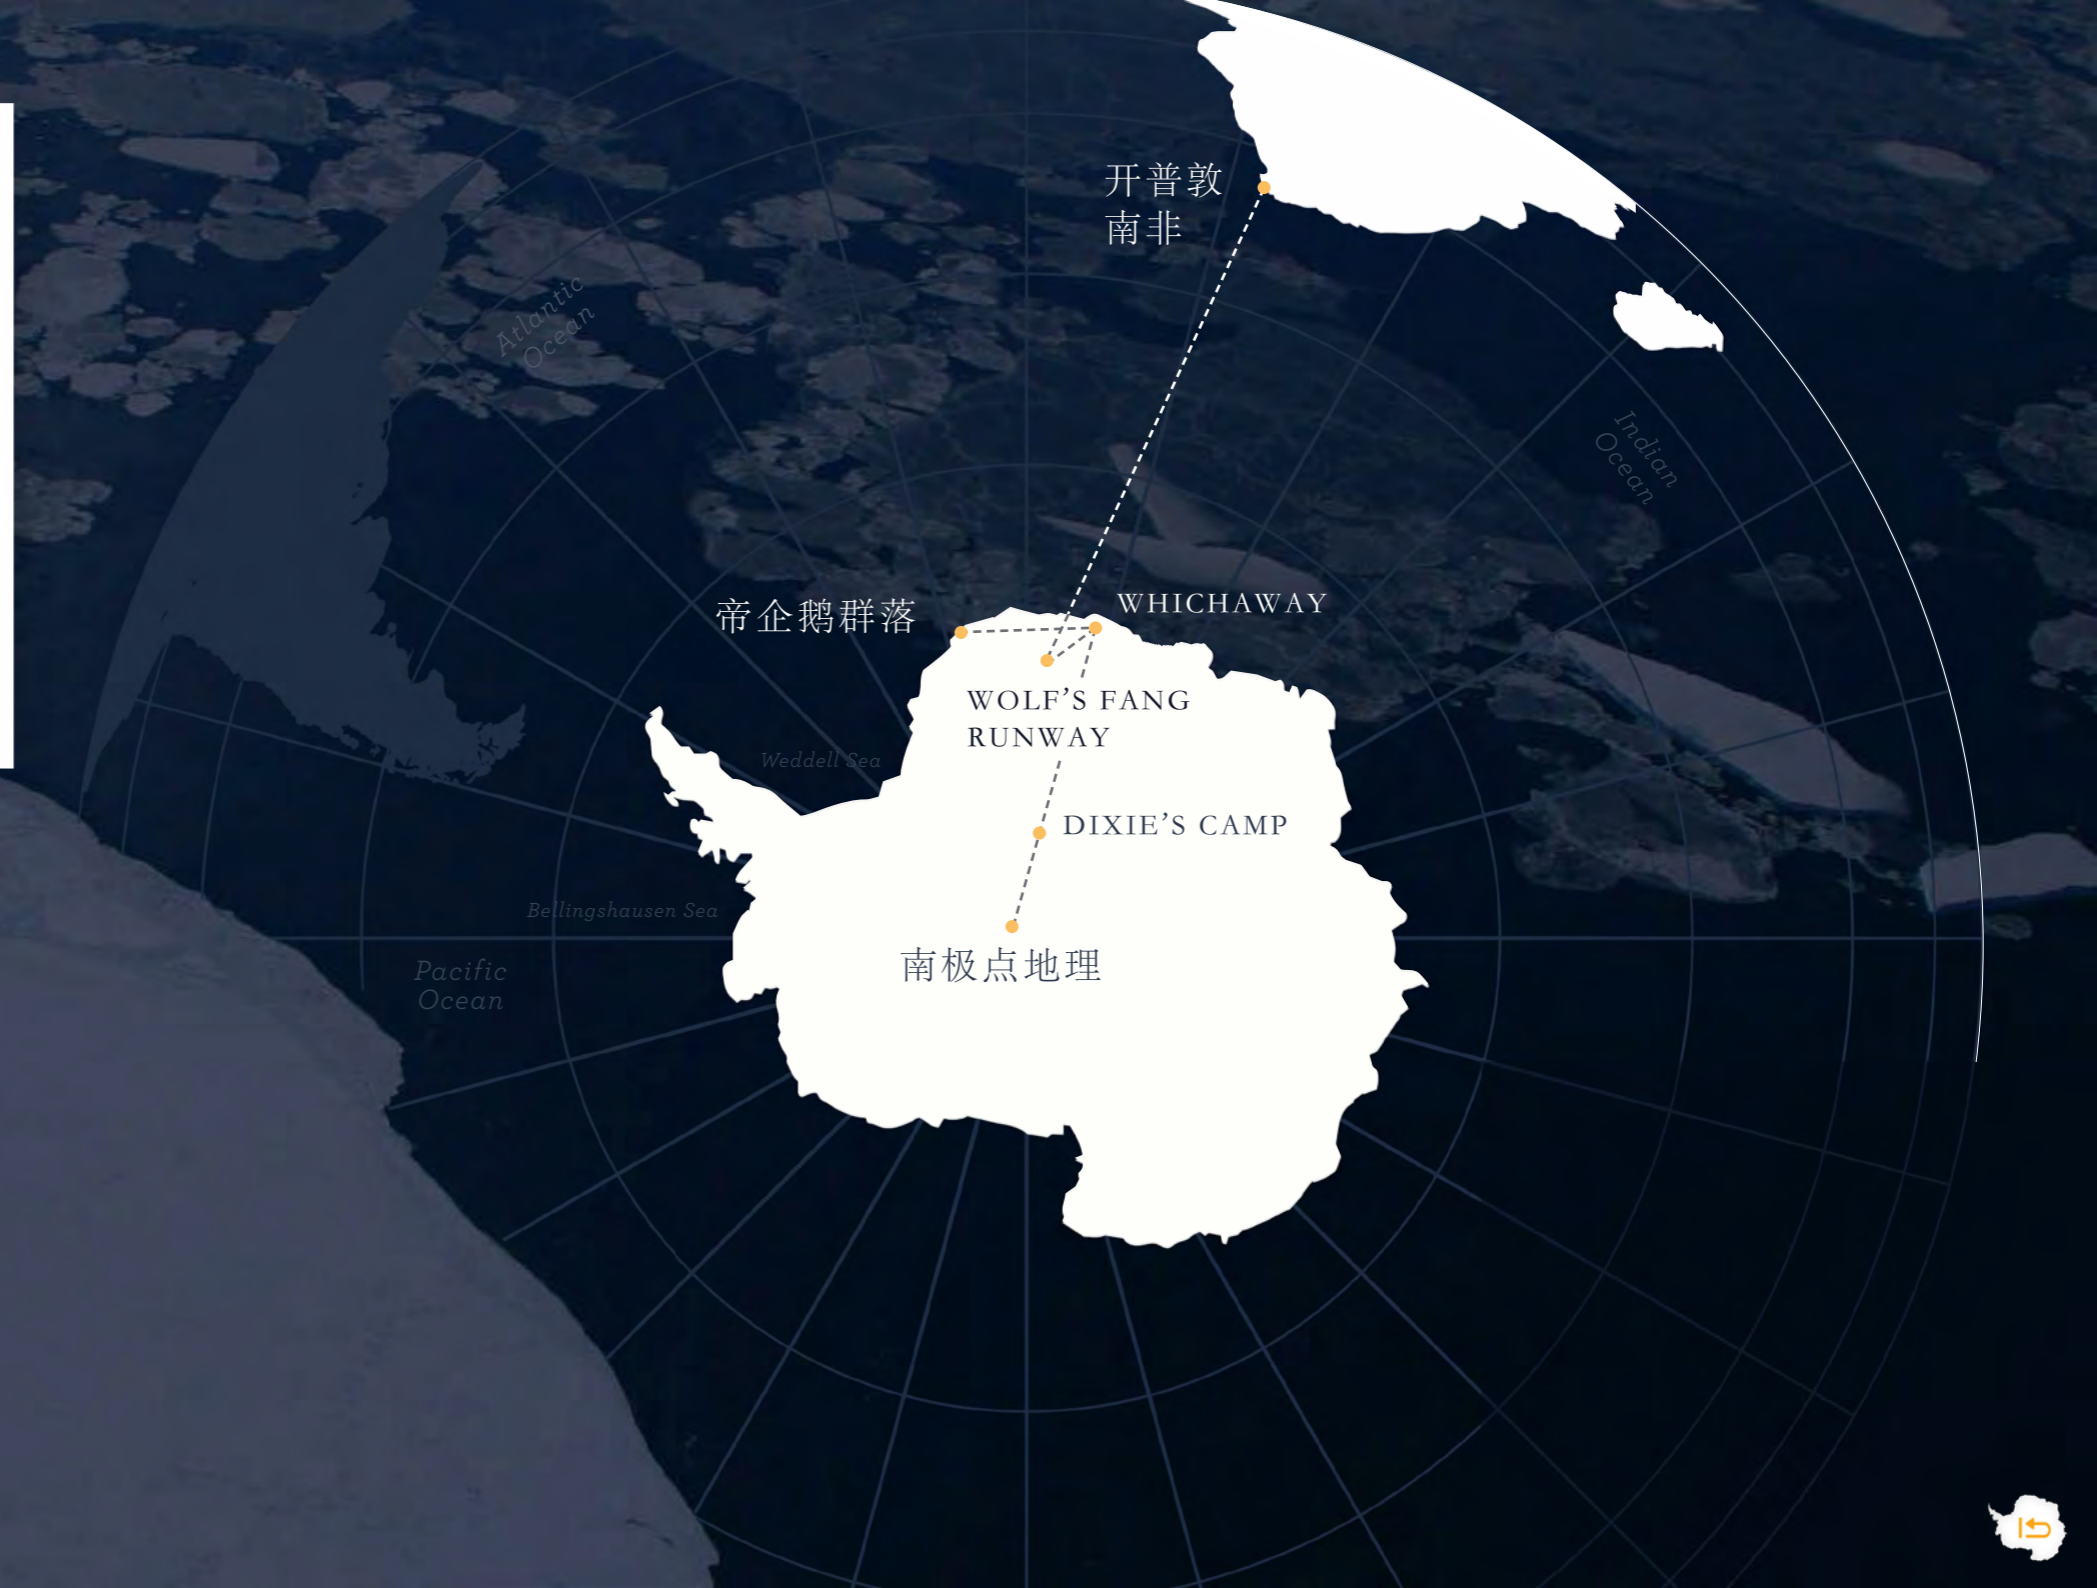 开普敦
南非
Atlantic
Ocean
Indian
Ocean
帝企鹅群落
WHICHAWAY
WOLF’S FANG
RUNWAY
Weddell Sea
DIXIE’S CAMP
Bellingshausen Sea
Pacific
Ocean
南极点地理